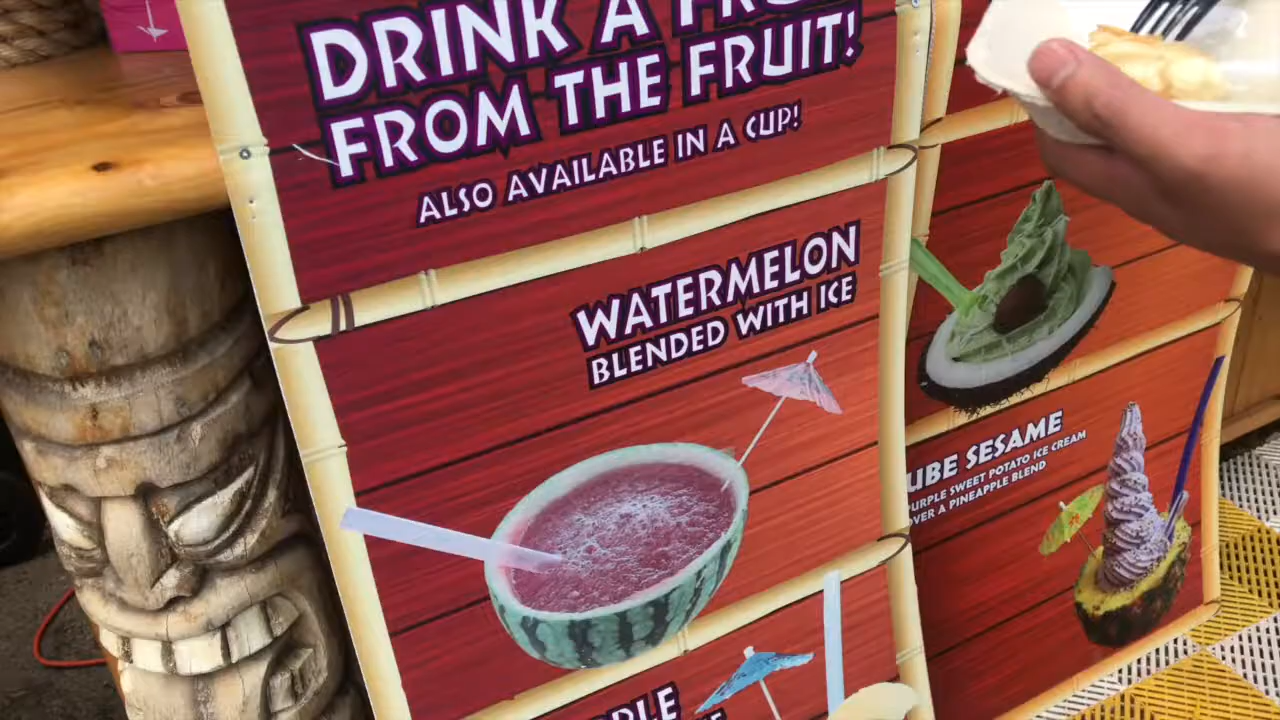 DRINK A
FROM THE FRUIT!
ALSO AVAILABLE IN A CUP!
WATERMELON
BLENDED WITH ICE
UBE SESAME
PURPLE SWEET POTATO ICE CREAM
OVER A PINEAPPLE BLEND